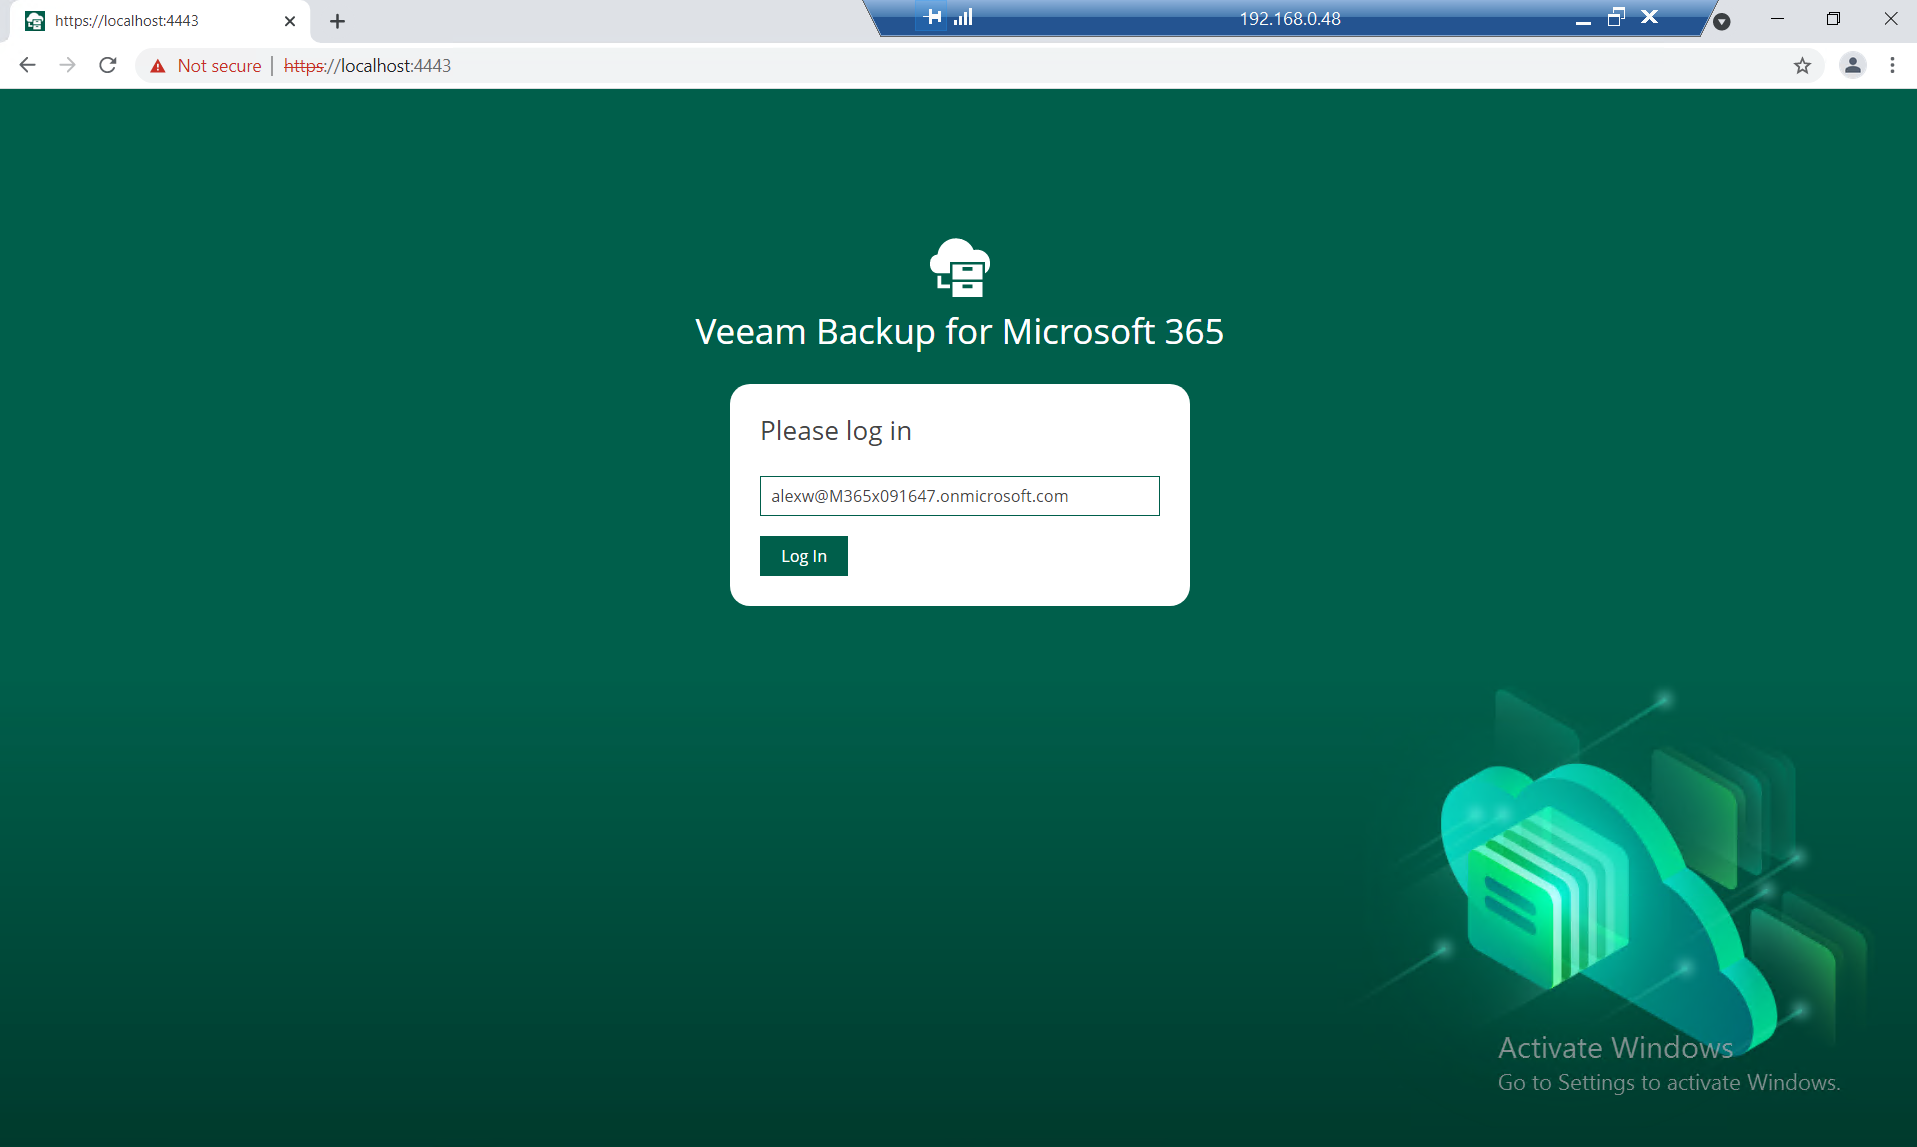 https://localhost:4443
192.168.0.48
Not secure | https://localhost:4443
Veeam Backup for Microsoft 365
Please log in
alexw@M365x091647.onmicrosoft.com
Log In
Activate Windows
Go to Settings to activate Windows.